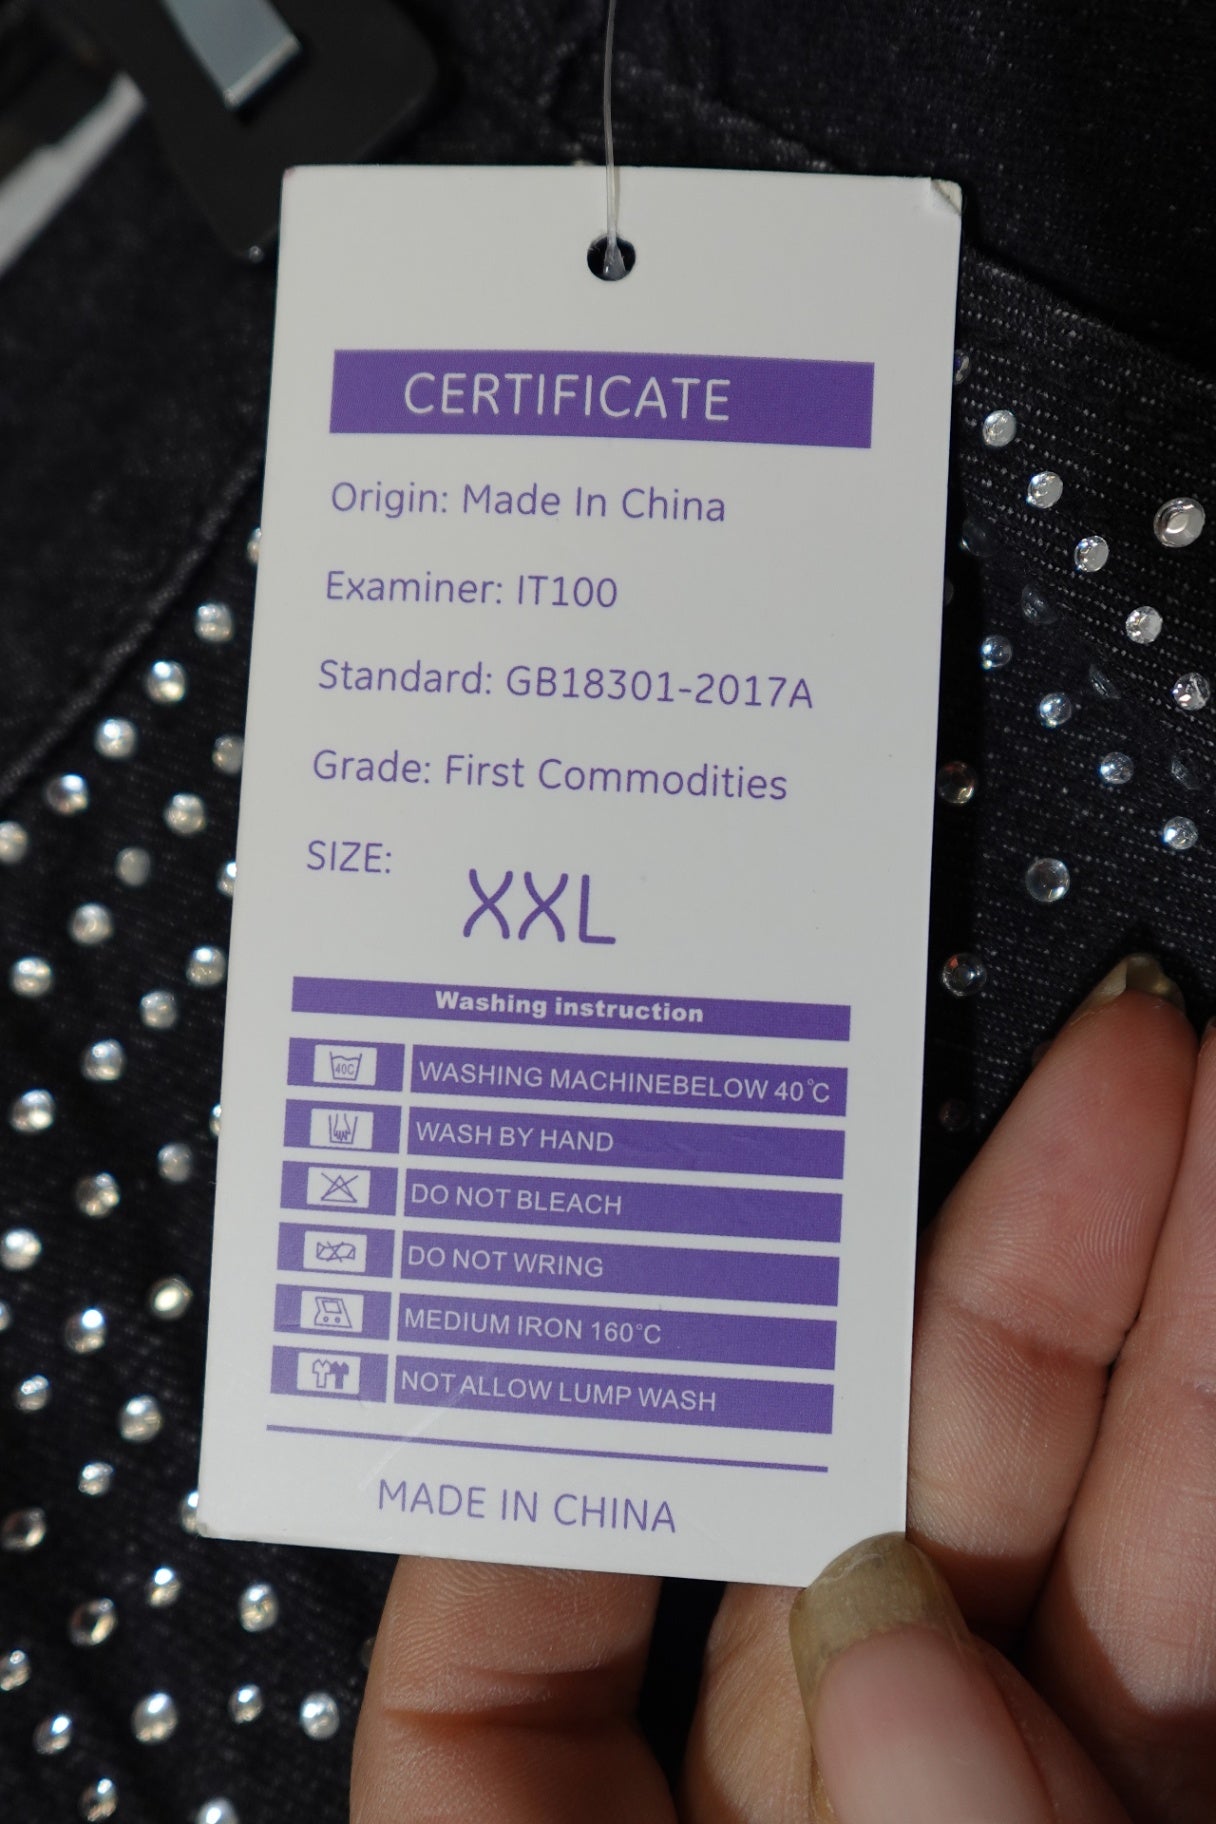 CERTIFICATE
Origin: Made In China
Examiner: IT100
Standard: GB18301-2017A
Grade: First Commodities
SIZE:
XXL
Washing instruction
40C WASHING MACHINEBELOW 40°C
WASH BY HAND
DO NOT BLEACH
DO NOT WRING
MEDIUM IRON 160°C
NOT ALLOW LUMP WASH
MADE IN CHINA